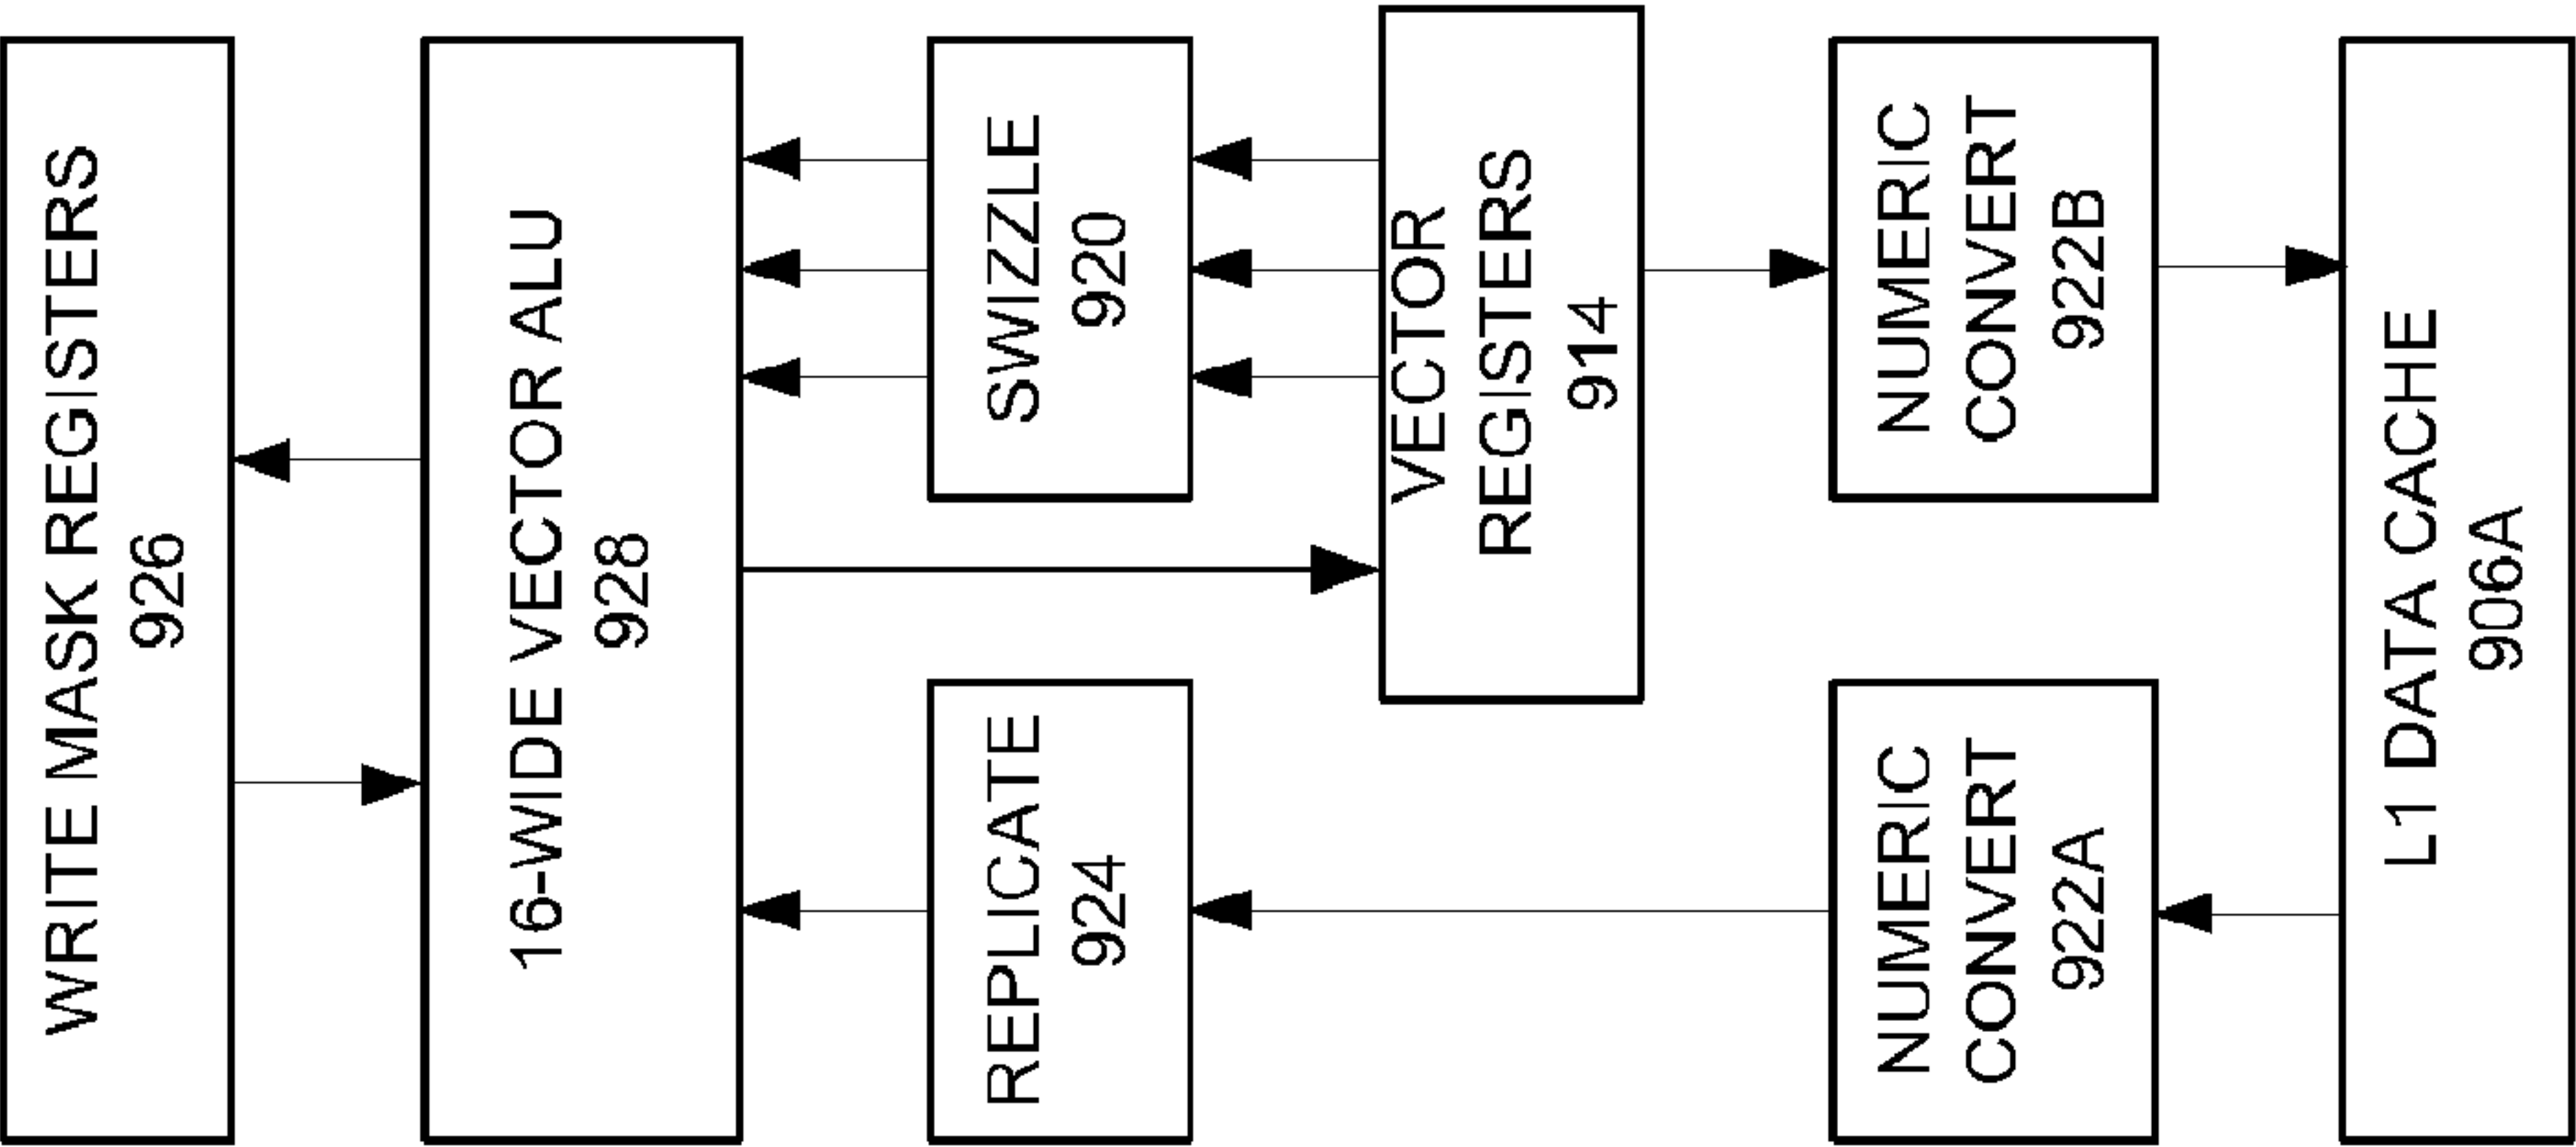 WRITE MASK REGISTERS
926
16-WIDE VECTOR ALU
928
REPLICATE
924
SWIZZLE
920
VECTOR
REGISTERS
914
NUMERIC
CONVERT
922A
NUMERIC
CONVERT
922B
L1 DATA CACHE
906A